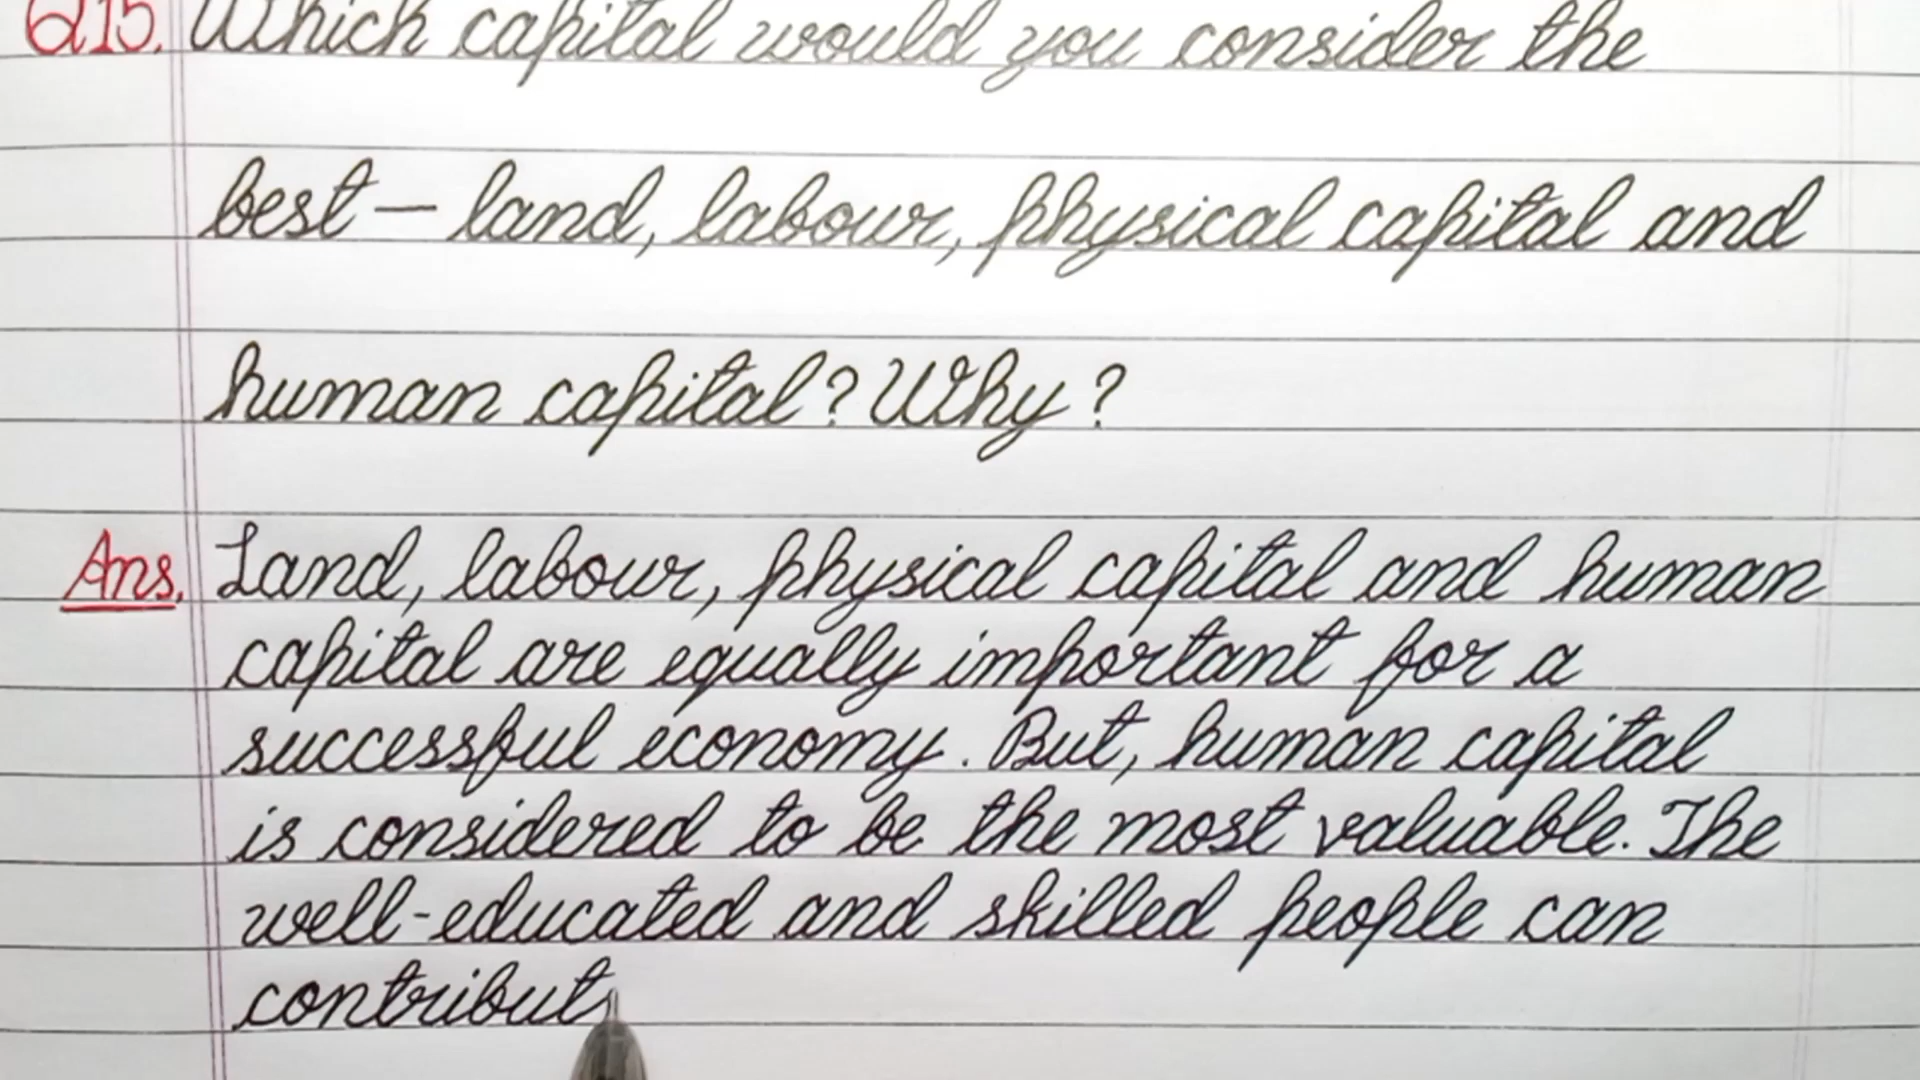 Q15. Which capital would you consider the
best — land, labour, physical capital and
human capital? Why?
Ans. Land, labour, physical capital and human
capital are equally important for a
successful economy. But, human capital
is considered to be the most valuable. The
well-educated and skilled people can
contribut